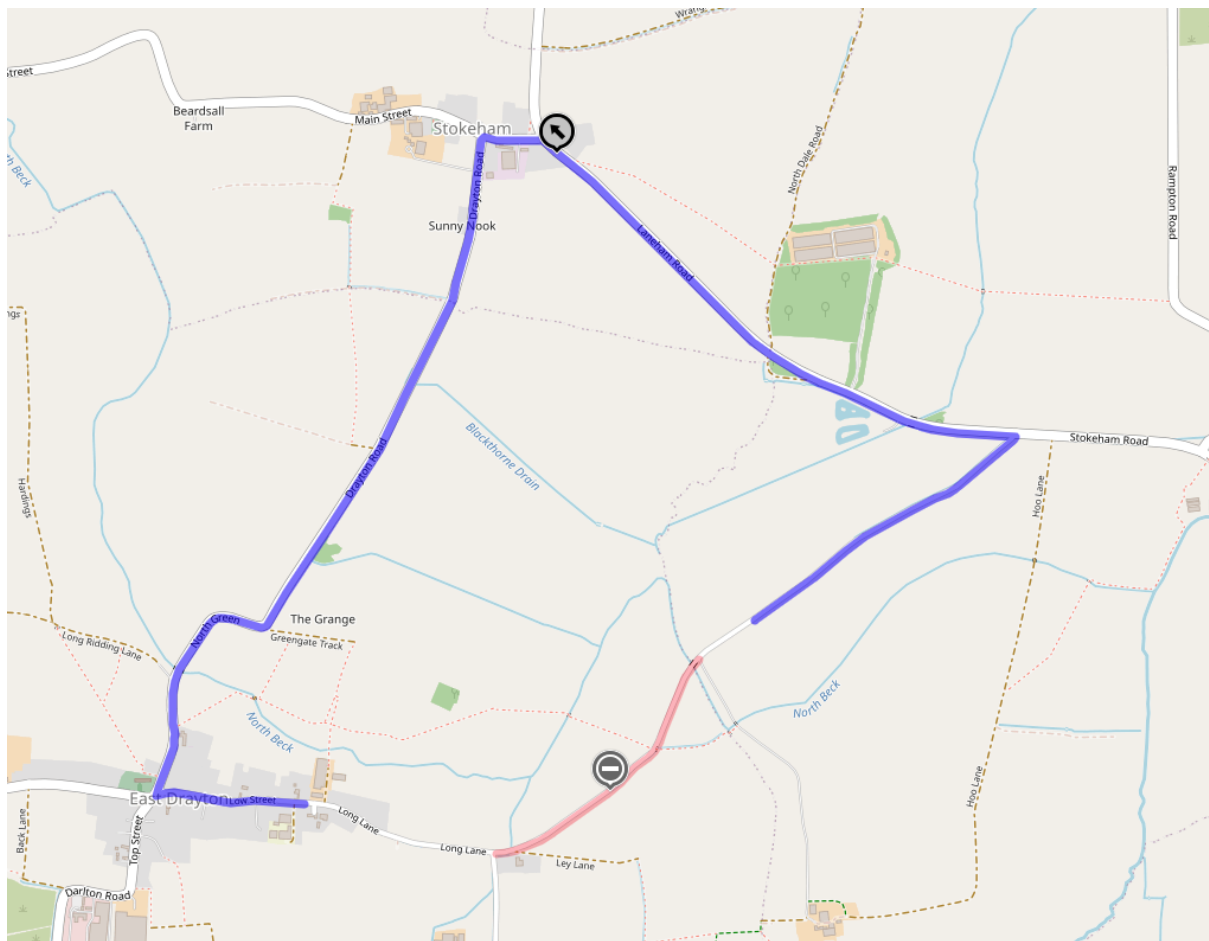 Wrang
Street
Beardsall
Farm
Main Street
Stokeham
North Dale Road
North Beck
Drayton Road
Rampton Road
Sunny Nook
Laneham Road
ngs
Blackthorne Drain
Stokeham Road
Drayton Road
Hardings
Hoo Lane
North Green
The Grange
Greengate Track
Long Ridding Lane
North Beck
North Beck
East Drayton
Low Street
Long Lane
Hoo Lane
Back Lane
Top Street
Long Lane
Ley Lane
Darlton Road